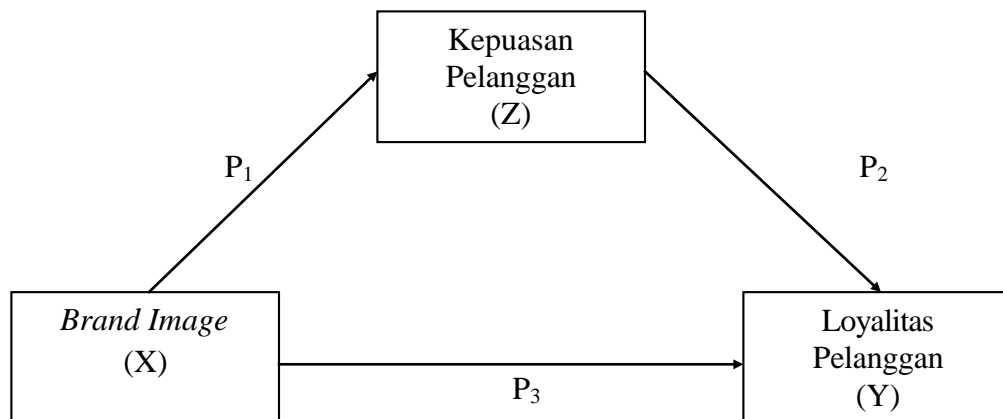 Kepuasan
Pelanggan
(Z)
P₁
P₂
Brand Image
(X)
P₃
Loyalitas
Pelanggan
(Y)